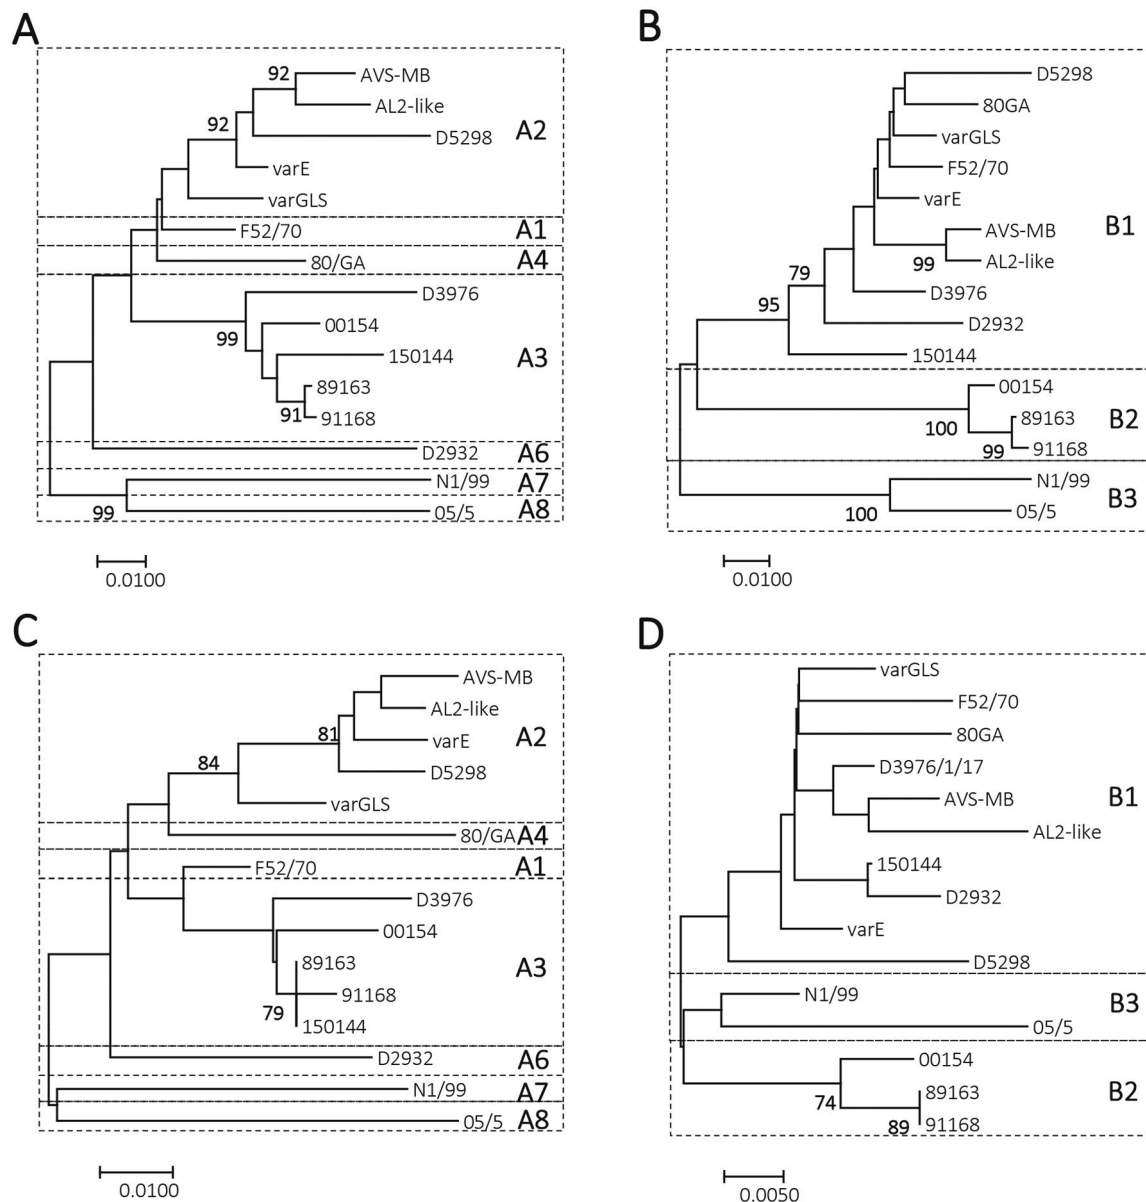 A
92
AVS-MB
AL2-like
A2
92
D5298
varE
varGLS
F52/70
A1
80/GA
A4
D3976
00154
99
150144
A3
89163
91
91168
D2932
A6
N1/99
A7
99
05/5
A8
0.0100
B
D5298
80GA
varGLS
F52/70
varE
B1
AVS-MB
99
AL2-like
79
D3976
95
D2932
150144
00154
100
89163
B2
99
91168
N1/99
B3
100
05/5
0.0100
C
AVS-MB
AL2-like
A2
81
varE
84
D5298
varGLS
80/GA
A4
F52/70
A1
D3976
00154
89163
A3
91168
79
150144
D2932
A6
N1/99
A7
05/5
A8
0.0100
D
varGLS
F52/70
80GA
D3976/1/17
B1
AVS-MB
AL2-like
150144
D2932
varE
D5298
N1/99
B3
05/5
00154
74
89163
B2
89
91168
0.0050